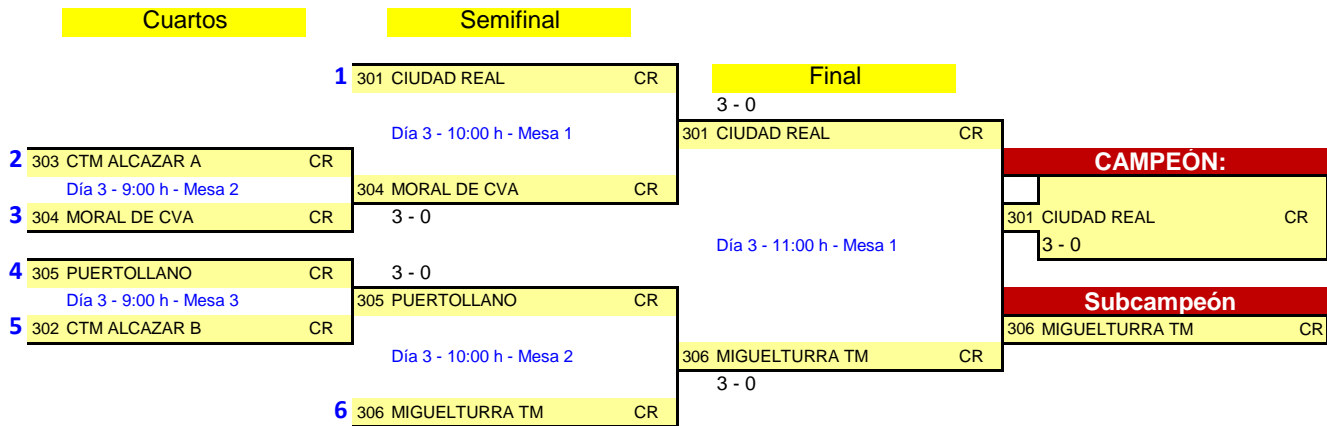 Cuartos
Semifinal
1 301 CIUDAD REAL CR
Final
3 - 0
Día 3 - 10:00 h - Mesa 1
301 CIUDAD REAL CR
2 303 CTM ALCAZAR A CR
CAMPEÓN:
Día 3 - 9:00 h - Mesa 2
304 MORAL DE CVA CR
3 304 MORAL DE CVA CR
3 - 0
301 CIUDAD REAL CR
Día 3 - 11:00 h - Mesa 1
3 - 0
4 305 PUERTOLLANO CR
3 - 0
Día 3 - 9:00 h - Mesa 3
305 PUERTOLLANO CR
Subcampeón
5 302 CTM ALCAZAR B CR
306 MIGUELTURRA TM CR
Día 3 - 10:00 h - Mesa 2
306 MIGUELTURRA TM CR
3 - 0
6 306 MIGUELTURRA TM CR